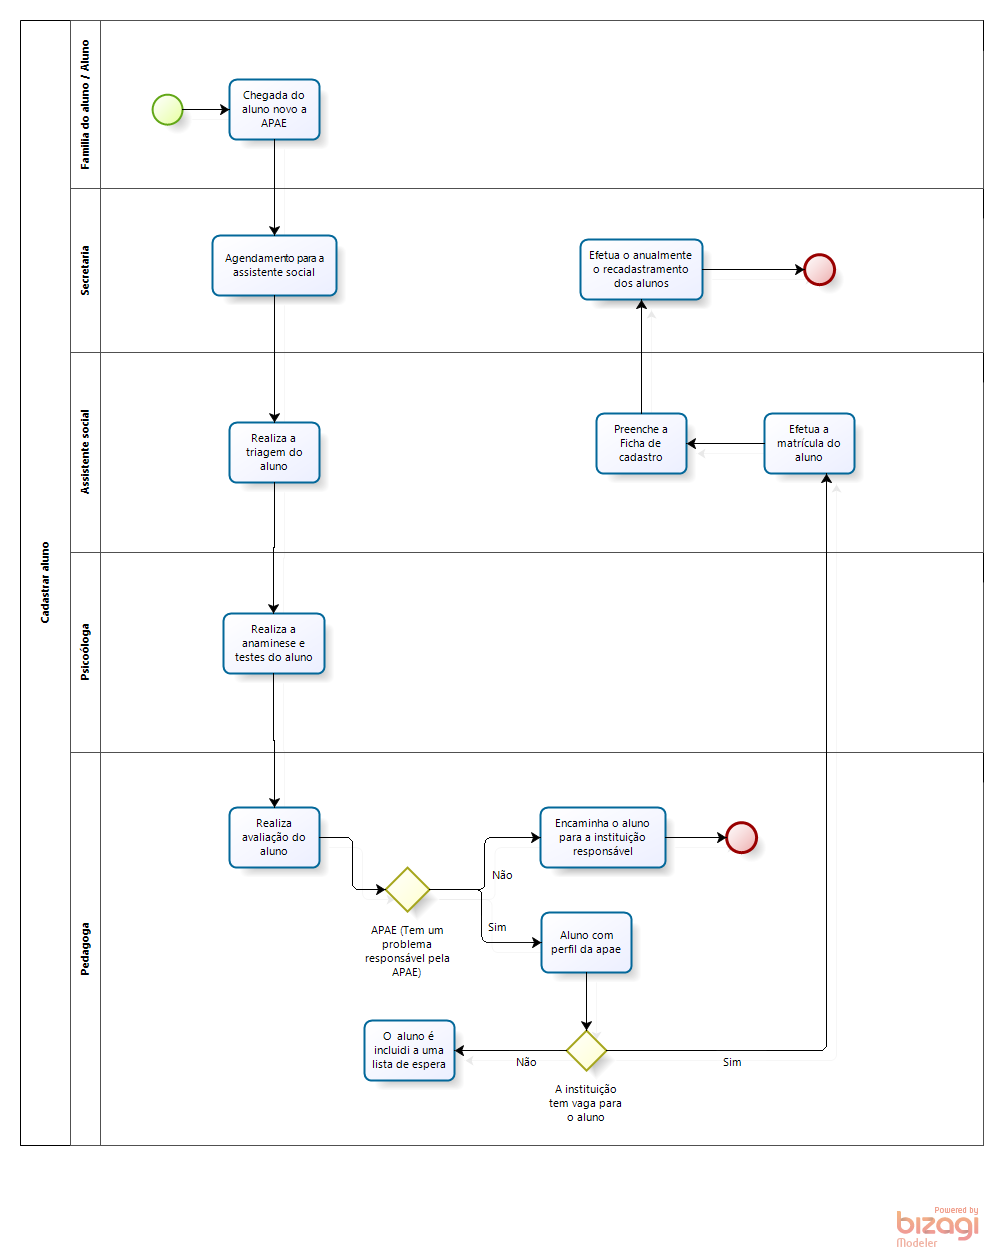 Cadastrar aluno
Família do aluno / Aluno
Chegada do
aluno novo a
APAE
Secretaria
Agendamento para a
assistente social
Efetua o anualmente
o recadastramento
dos alunos
Assistente social
Realiza a
triagem do
aluno
Preenche a
Ficha de
cadastro
Efetua a
matrícula do
aluno
Psicoóloga
Realiza a
anaminese e
testes do aluno
Pedagoga
Realiza
avaliação do
aluno
APAE (Tem um
problema
responsável pela
APAE)
Não
Encaminha o aluno
para a instituição
responsável
Sim
Aluno com
perfil da apae
O aluno é
incluidi a uma
lista de espera
Não
A instituição
tem vaga para
o aluno
Sim
Powered by
bizagi
Modeler